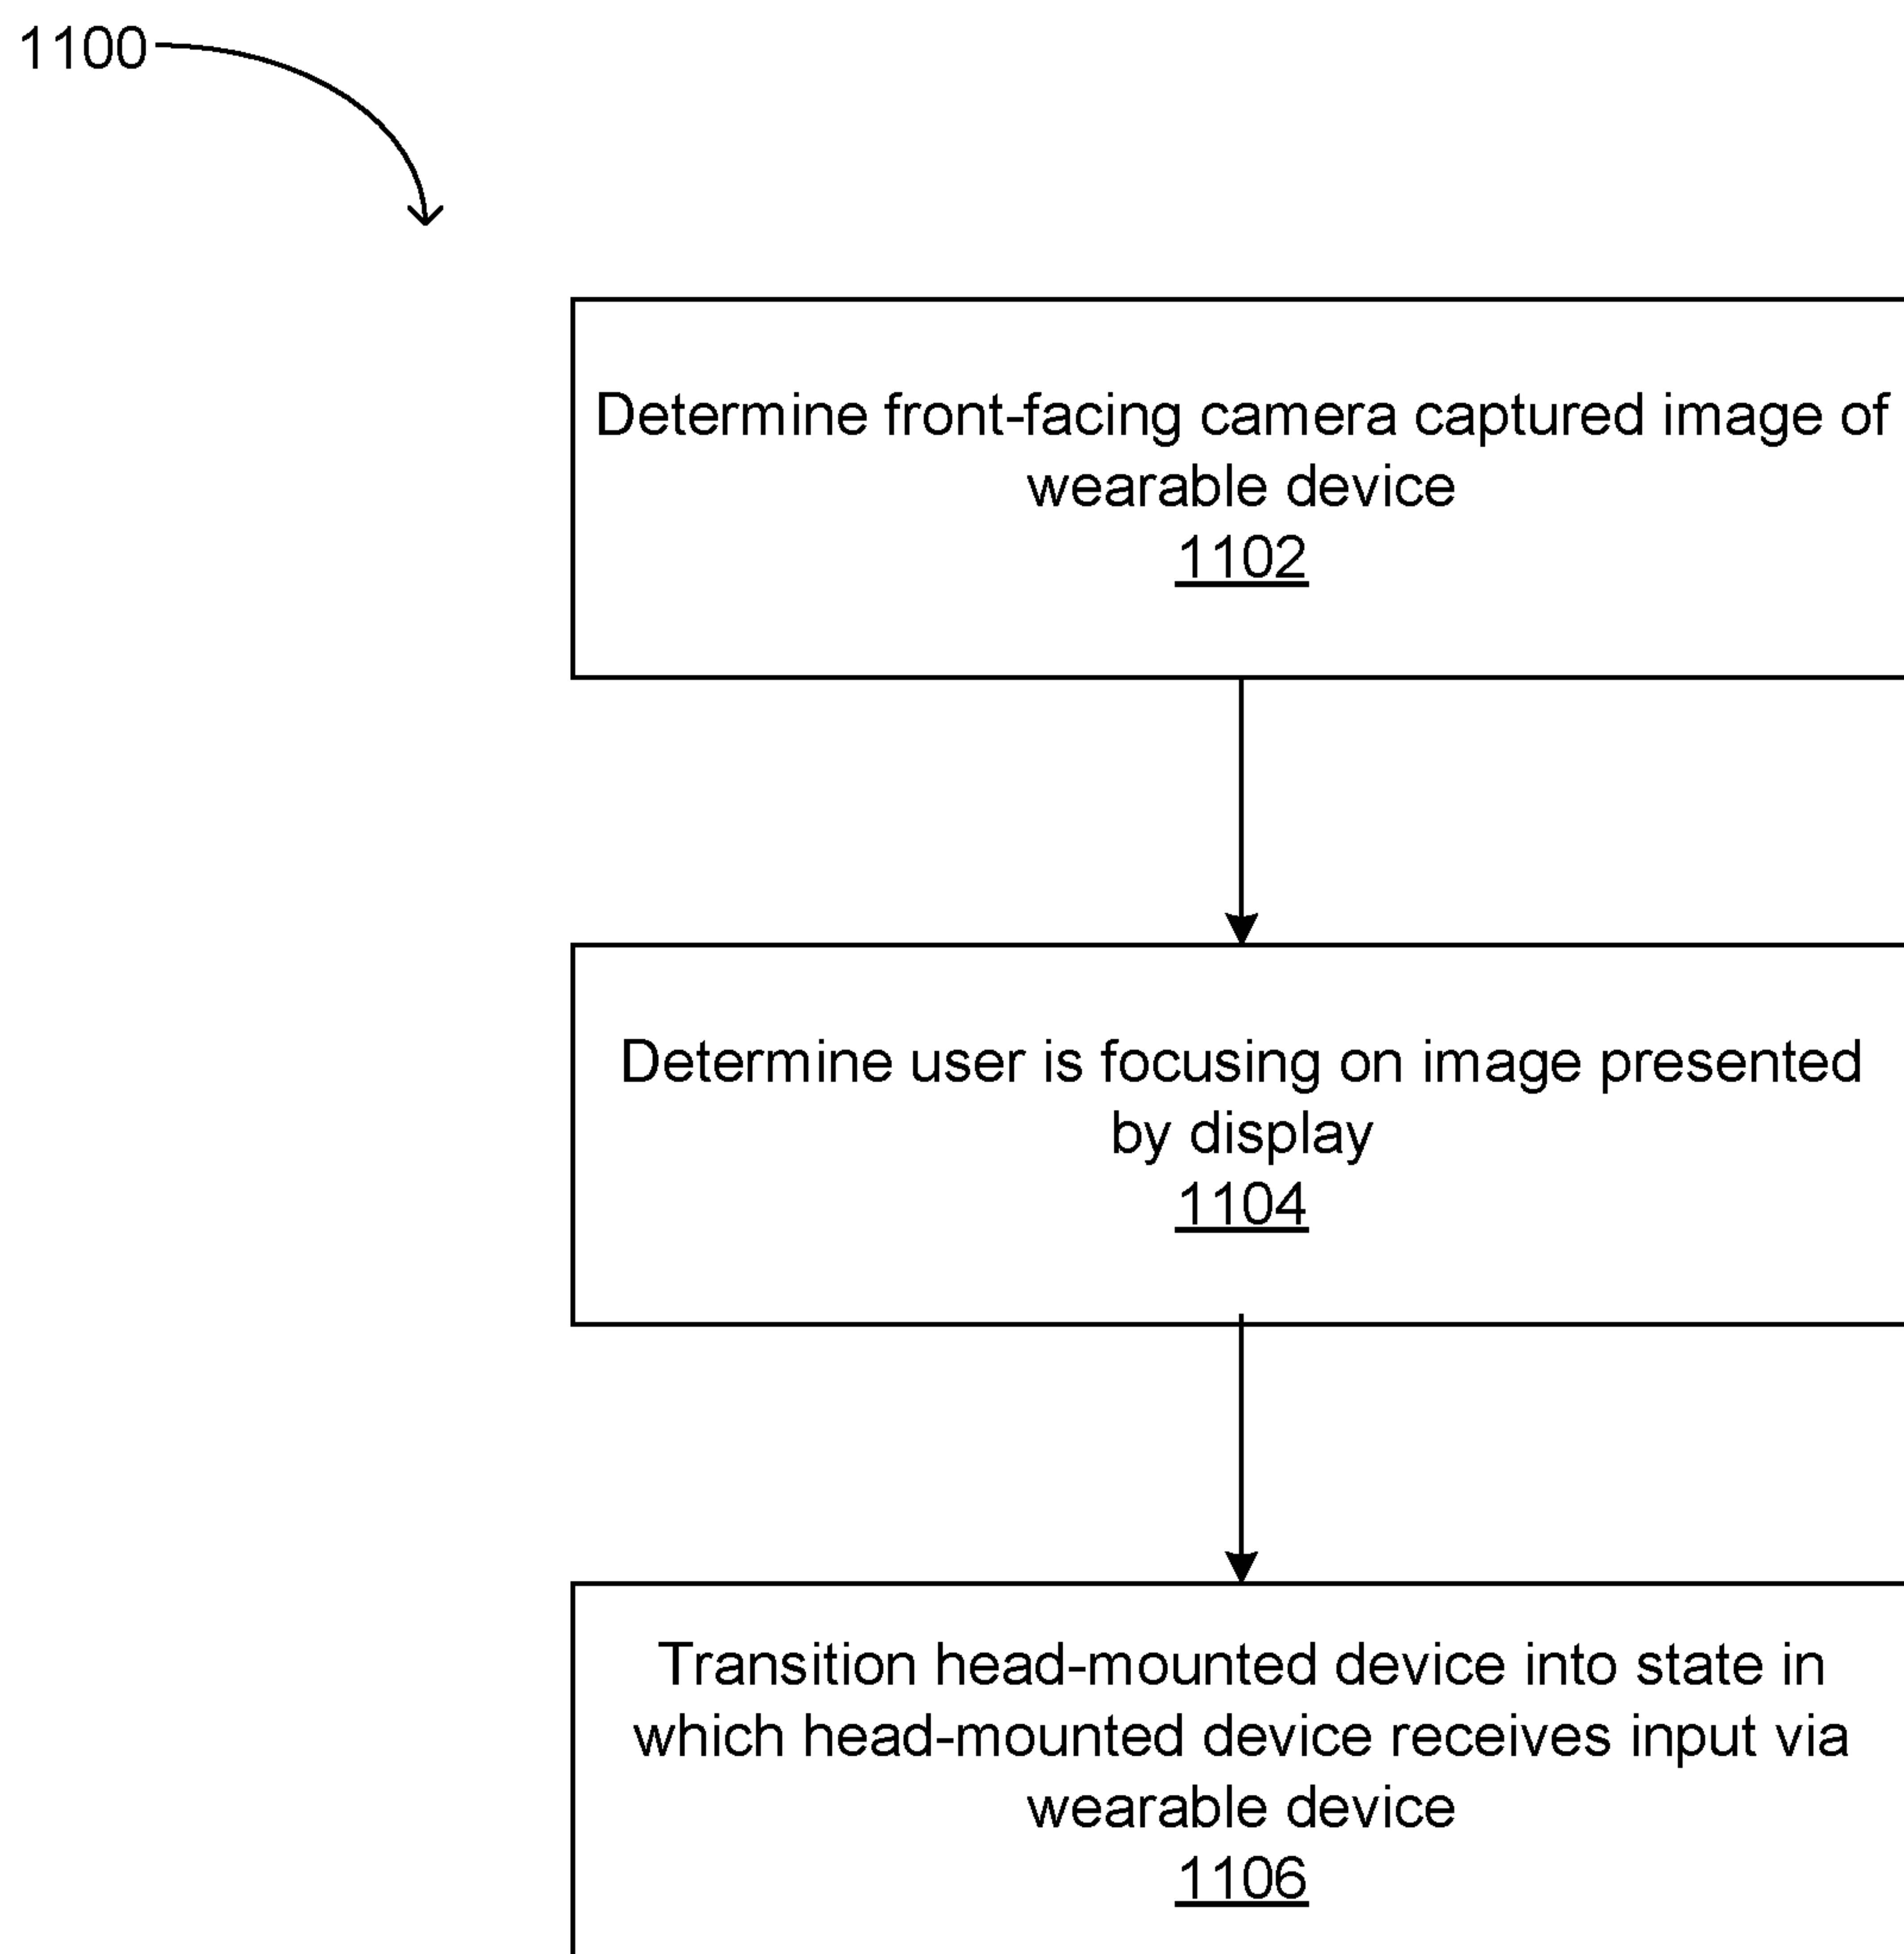 1100
Determine front-facing camera captured image of
wearable device
1102
Determine user is focusing on image presented
by display
1104
Transition head-mounted device into state in
which head-mounted device receives input via
wearable device
1106